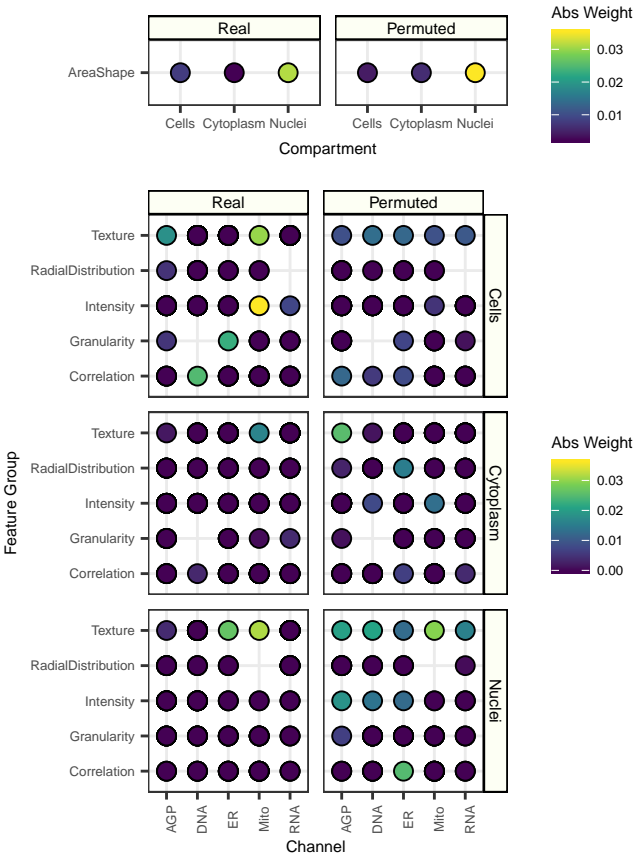 Real Permuted
AreaShape
Cells Cytoplasm Nuclei Cells Cytoplasm Nuclei
Compartment
Abs Weight
0.03
0.02
0.01
Real Permuted
Texture
RadialDistribution
Intensity
Granularity
Correlation
Cells
Texture
RadialDistribution
Intensity
Granularity
Correlation
Cytoplasm
Texture
RadialDistribution
Intensity
Granularity
Correlation
Nuclei
AGP DNA ER Mito RNA AGP DNA ER Mito RNA
Channel
Feature Group
Abs Weight
0.03
0.02
0.01
0.00